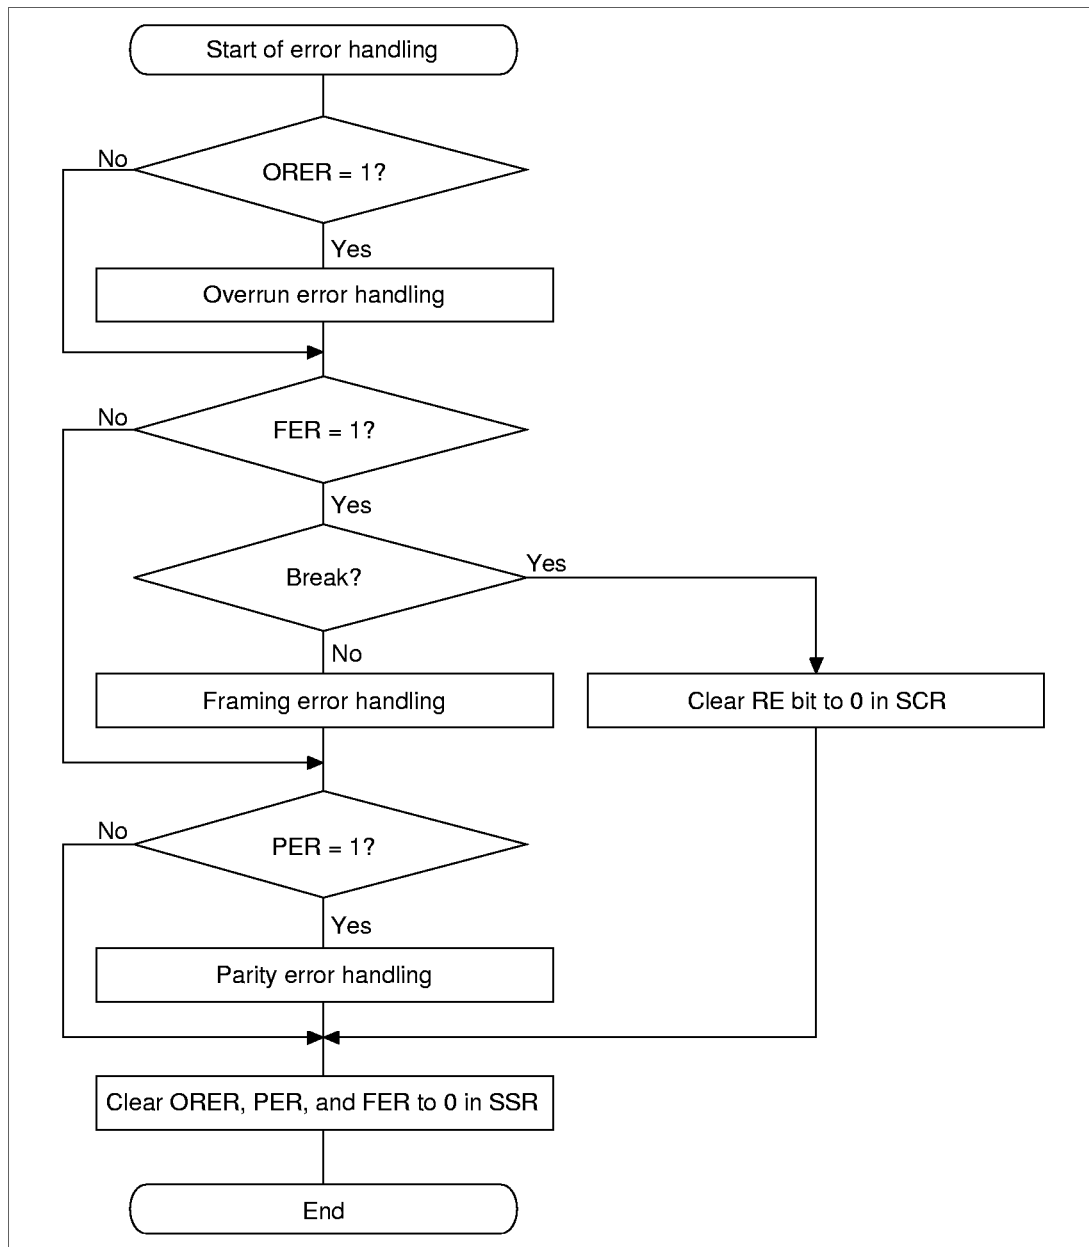 Start of error handling
No
ORER = 1?
Yes
Overrun error handling
No
FER = 1?
Yes
Break?
Yes
No
Framing error handling
Clear RE bit to 0 in SCR
No
PER = 1?
Yes
Parity error handling
Clear ORER, PER, and FER to 0 in SSR
End